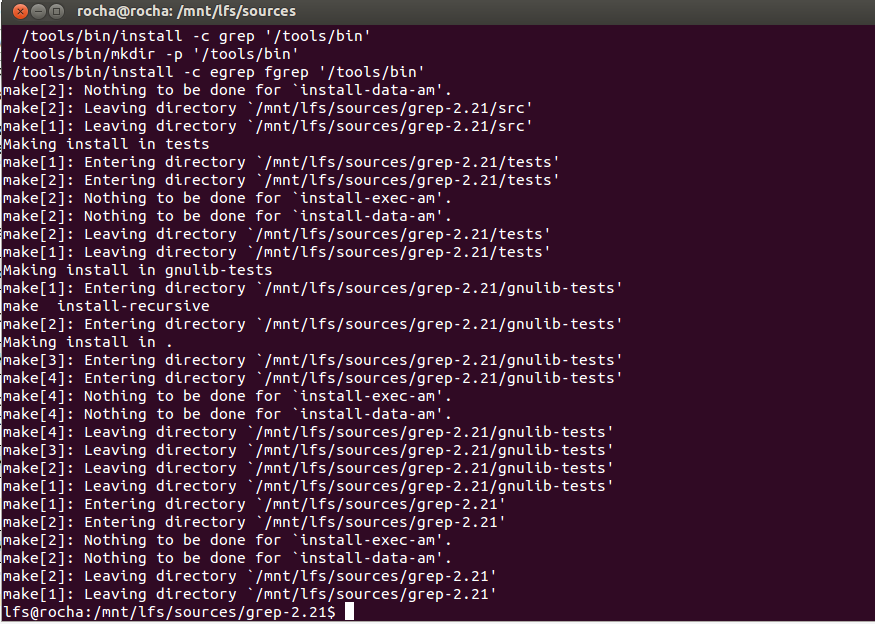 rocha@rocha: /mnt/lfs/sources
/tools/bin/install -c grep '/tools/bin'
/tools/bin/mkdir -p '/tools/bin'
/tools/bin/install -c egrep fgrep '/tools/bin'
make[2]: Nothing to be done for `install-data-am'.
make[2]: Leaving directory `/mnt/lfs/sources/grep-2.21/src'
make[1]: Leaving directory `/mnt/lfs/sources/grep-2.21/src'
Making install in tests
make[1]: Entering directory `/mnt/lfs/sources/grep-2.21/tests'
make[2]: Entering directory `/mnt/lfs/sources/grep-2.21/tests'
make[2]: Nothing to be done for `install-exec-am'.
make[2]: Nothing to be done for `install-data-am'.
make[2]: Leaving directory `/mnt/lfs/sources/grep-2.21/tests'
make[1]: Leaving directory `/mnt/lfs/sources/grep-2.21/tests'
Making install in gnulib-tests
make[1]: Entering directory `/mnt/lfs/sources/grep-2.21/gnulib-tests'
make  install-recursive
make[2]: Entering directory `/mnt/lfs/sources/grep-2.21/gnulib-tests'
Making install in .
make[3]: Entering directory `/mnt/lfs/sources/grep-2.21/gnulib-tests'
make[4]: Entering directory `/mnt/lfs/sources/grep-2.21/gnulib-tests'
make[4]: Nothing to be done for `install-exec-am'.
make[4]: Nothing to be done for `install-data-am'.
make[4]: Leaving directory `/mnt/lfs/sources/grep-2.21/gnulib-tests'
make[3]: Leaving directory `/mnt/lfs/sources/grep-2.21/gnulib-tests'
make[2]: Leaving directory `/mnt/lfs/sources/grep-2.21/gnulib-tests'
make[1]: Leaving directory `/mnt/lfs/sources/grep-2.21/gnulib-tests'
make[1]: Entering directory `/mnt/lfs/sources/grep-2.21'
make[2]: Entering directory `/mnt/lfs/sources/grep-2.21'
make[2]: Nothing to be done for `install-exec-am'.
make[2]: Nothing to be done for `install-data-am'.
make[2]: Leaving directory `/mnt/lfs/sources/grep-2.21'
make[1]: Leaving directory `/mnt/lfs/sources/grep-2.21'
lfs@rocha:/mnt/lfs/sources/grep-2.21$